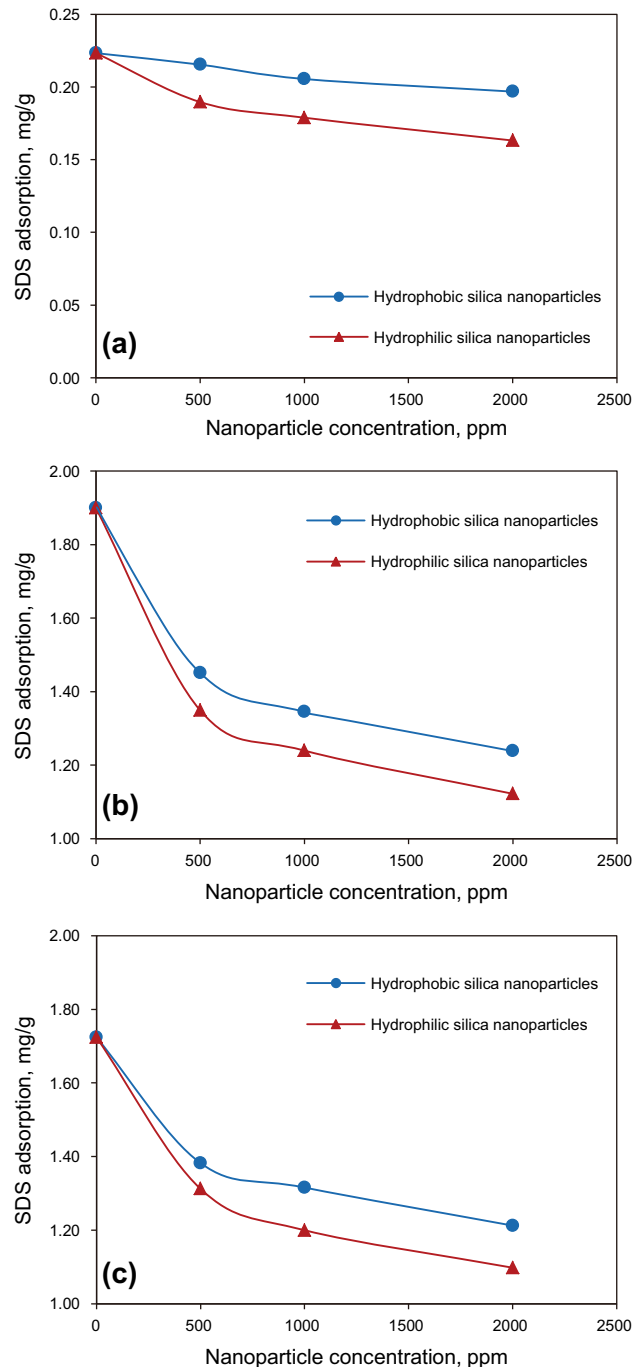 0.25
0.20
0.15
0.10
0.05
0.00
SDS adsorption, mg/g
Hydrophobic silica nanoparticles
Hydrophilic silica nanoparticles
(a)
0 500 1000 1500 2000 2500
Nanoparticle concentration, ppm
2.00
1.80
1.60
1.40
1.20
1.00
SDS adsorption, mg/g
Hydrophobic silica nanoparticles
Hydrophilic silica nanoparticles
(b)
0 500 1000 1500 2000 2500
Nanoparticle concentration, ppm
2.00
1.80
1.60
1.40
1.20
1.00
SDS adsorption, mg/g
Hydrophobic silica nanoparticles
Hydrophilic silica nanoparticles
(c)
0 500 1000 1500 2000 2500
Nanoparticle concentration, ppm